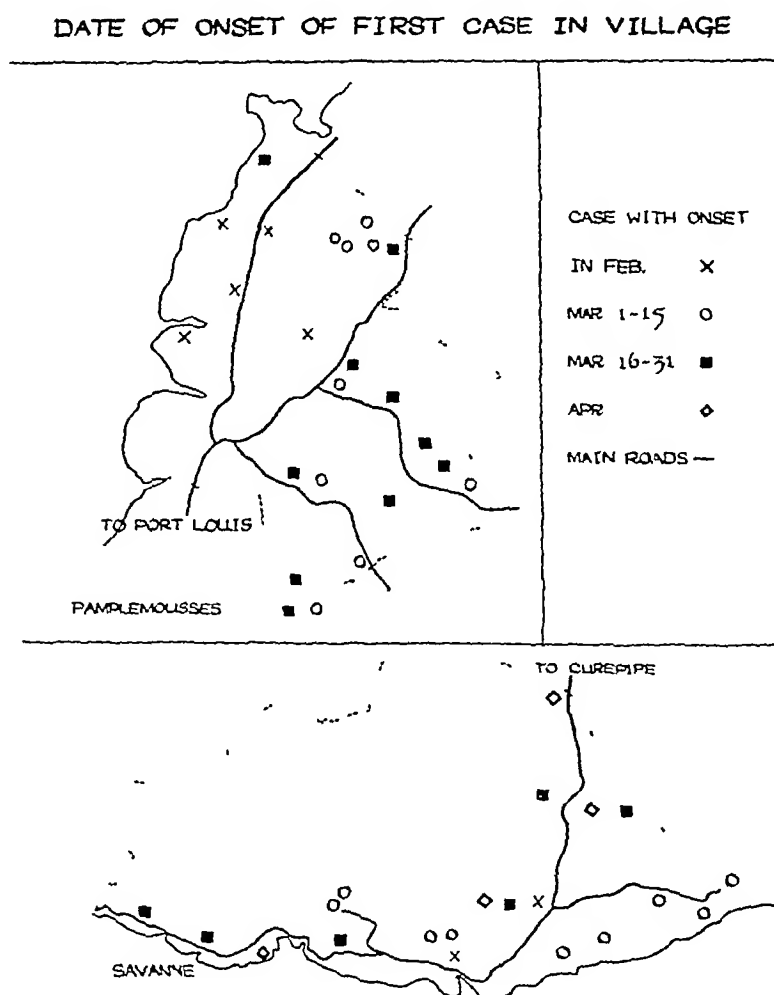 DATE OF ONSET OF FIRST CASE IN VILLAGE
CASE WITH ONSET
IN FEB.
MAR 1-15
MAR 16-31
APR
MAIN ROADS —
TO PORT LOUIS
PAMPLEMOUSSES
TO CUREPIPE
SAVANNE